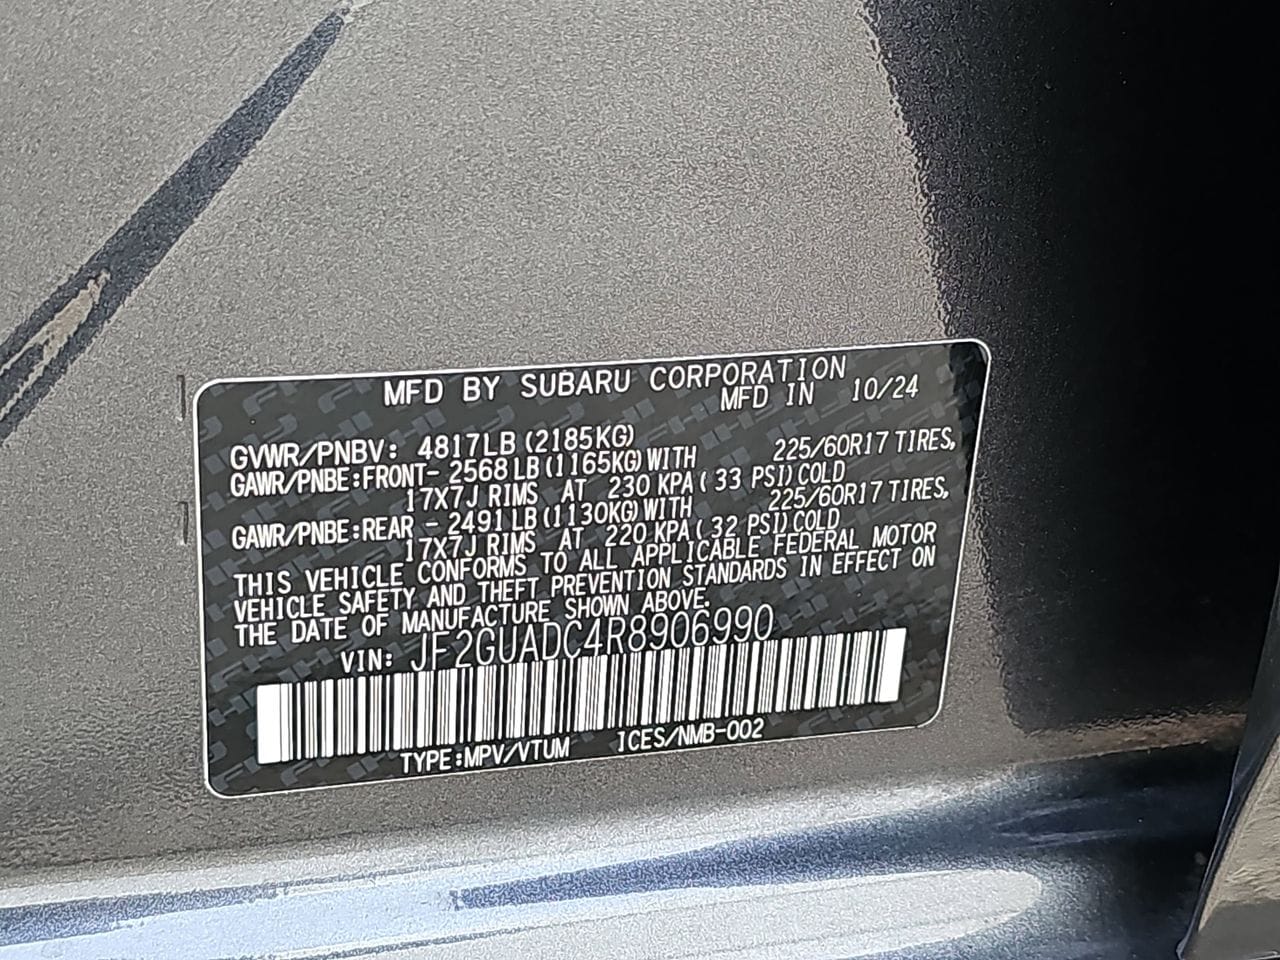 MFD BY SUBARU CORPORATION
MFD IN 10/24
GVWR/PNBV: 4817LB (2185KG)
GAWR/PNBE:FRONT- 2568 LB (1165KG) WITH 225/60R17 TIRES,
17X7J RIMS AT 230 KPA ( 33 PSI) COLD
GAWR/PNBE:REAR - 2491 LB (1130KG) WITH 225/60R17 TIRES,
17X7J RIMS AT 220 KPA ( 32 PSI) COLD
THIS VEHICLE CONFORMS TO ALL APPLICABLE FEDERAL MOTOR
VEHICLE SAFETY AND THEFT PREVENTION STANDARDS IN EFFECT ON
THE DATE OF MANUFACTURE SHOWN ABOVE.
VIN: JF2GUADC4R8906990
TYPE:MPV/VTUM ICES/NMB-002